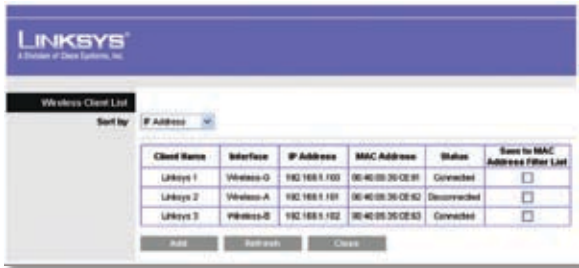 LINKSYS®
A Division of Cisco Systems, Inc.
Wireless Client List
Sort by IP Address
Client Name Interface IP Address MAC Address Status Save to MAC Address Filter List
Linksys 1 Wireless-G 192.168.1.100 Connected
Linksys 2 Wireless-A 192.168.1.101 Disconnected
Linksys 3 Wireless-B 192.168.1.102 Connected
Add Refresh Close